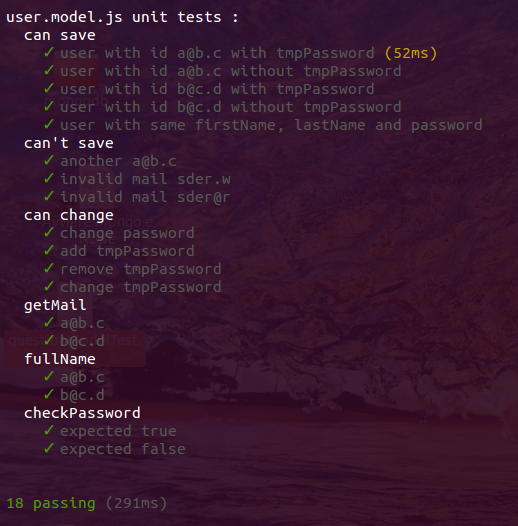 user.model.js unit tests :
can save
✓ user with id a@b.c with tmpPassword (52ms)
✓ user with id a@b.c without tmpPassword
✓ user with id b@c.d with tmpPassword
✓ user with id b@c.d without tmpPassword
✓ user with same firstName, lastName and password
can't save
✓ another a@b.c
✓ invalid mail sder.w
✓ invalid mail sder@r
can change
✓ change password
✓ add tmpPassword
✓ remove tmpPassword
✓ change tmpPassword
getMail
✓ a@b.c
✓ b@c.d
fullName
✓ a@b.c
✓ b@c.d
checkPassword
✓ expected true
✓ expected false
18 passing (291ms)